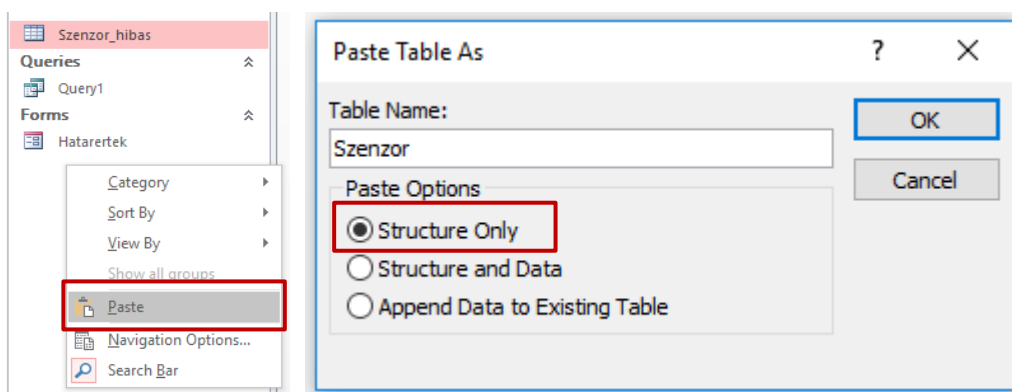 Szenzor_hibas
Queries
Query1
Forms
Hatarertek
Category
Sort By
View By
Show all groups
Paste
Navigation Options...
Search Bar
Paste Table As
?
Table Name:
Szenzor
Paste Options
Structure Only
Structure and Data
Append Data to Existing Table
OK
Cancel